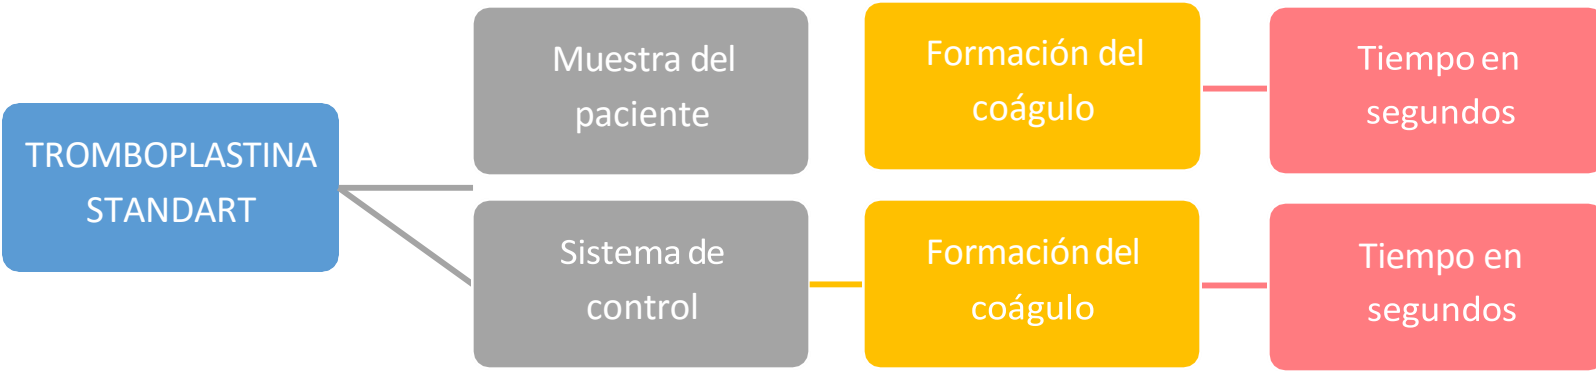 TROMBOPLASTINA
STANDART
Muestra del
paciente
Formación del
coágulo
Tiempo en
segundos
Sistema de
control
Formación del
coágulo
Tiempo en
segundos